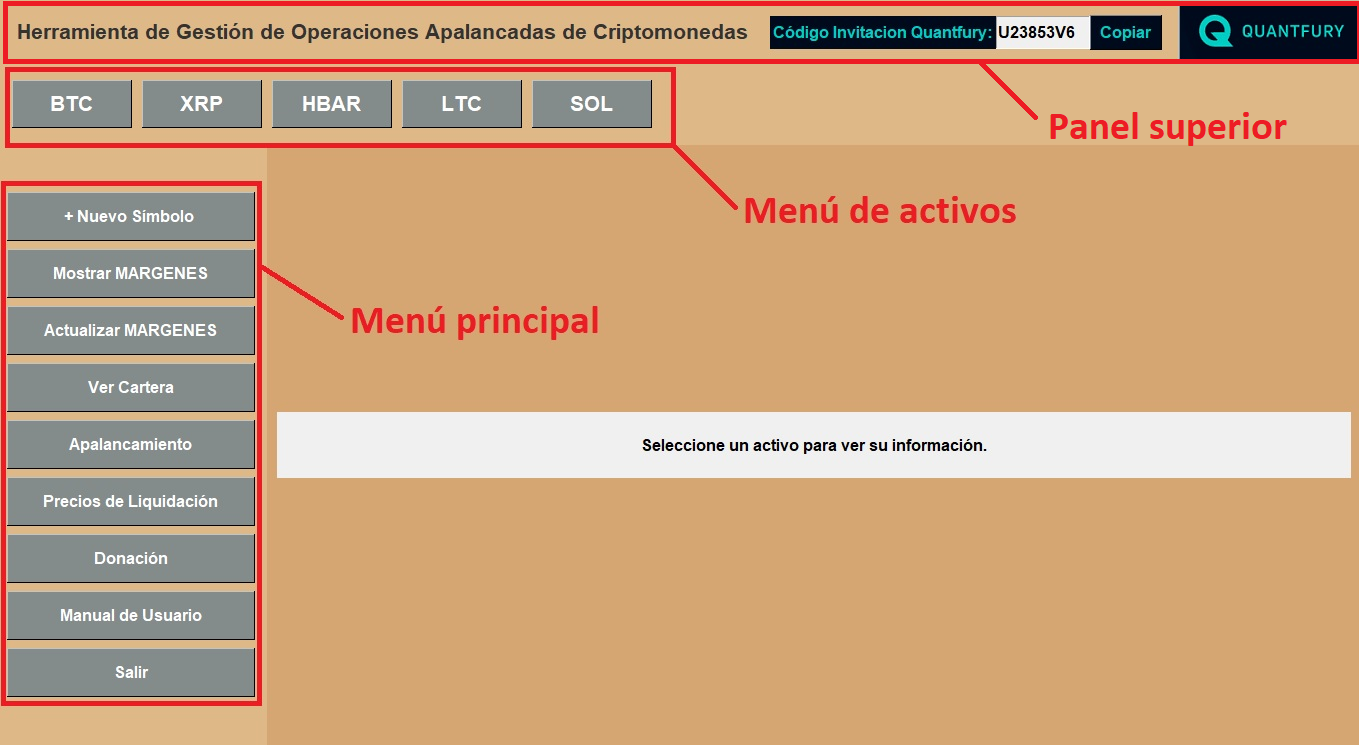 Herramienta de Gestión de Operaciones Apalancadas de Criptomonedas
Código Invitacion Quantfury: U23853V6 Copiar
QUANTFURY
BTC XRP HBAR LTC SOL
Panel superior
Menú de activos
+ Nuevo Símbolo
Mostrar MARGENES
Menú principal
Actualizar MARGENES
Ver Cartera
Apalancamiento
Seleccione un activo para ver su información.
Precios de Liquidación
Donación
Manual de Usuario
Salir